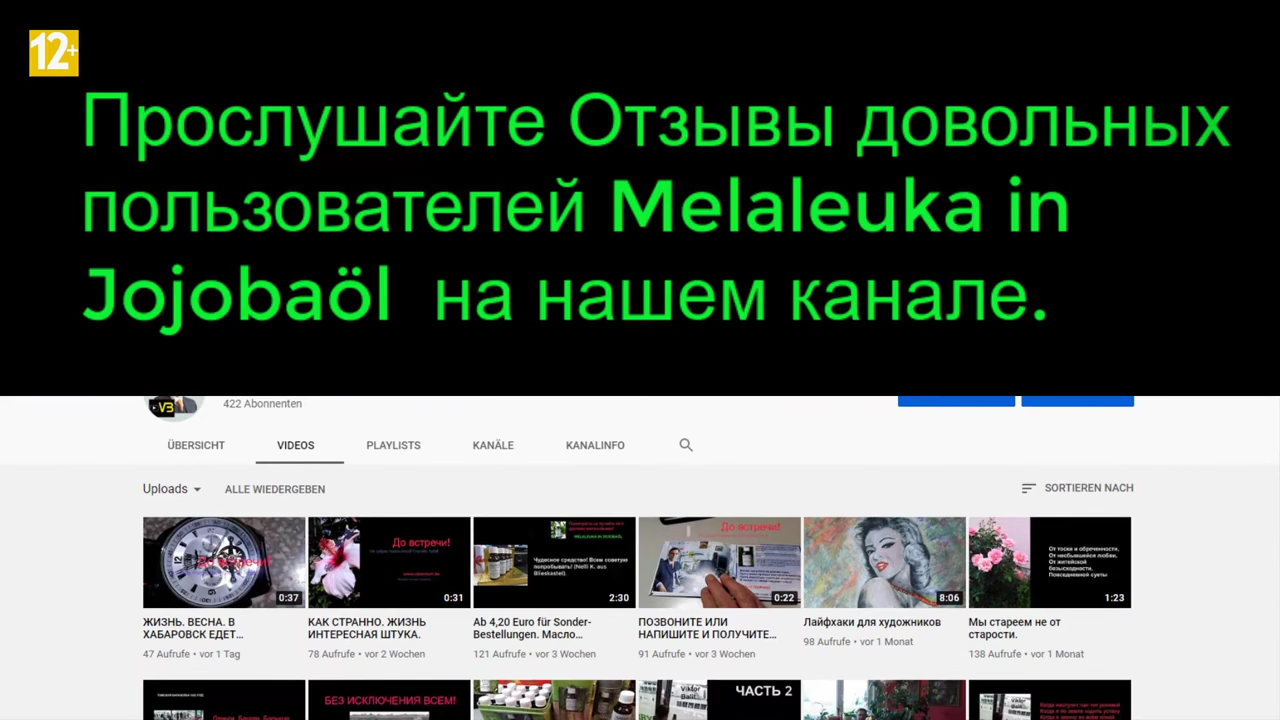 12+
Прослушайте Отзывы довольных
пользователей Melaleuka in
Jojobaöl на нашем канале.
VB
422 Abonnenten
ÜBERSICHT VIDEOS PLAYLISTS KANÄLE KANALINFO
Uploads ALLE WIEDERGEBEN SORTIEREN NACH
До встречи!
0:37
До встречи!
0:31
Чудесное средство! Всем советую
попробывать! (Nelli K. aus
Blieskastel).
2:30
До встречи!
0:22
8:06
От тоски и обреченности,
От несбывшейся любви,
От житейской
безысходности.
Повседневной суеты
1:23
ЖИЗНЬ. ВЕСНА. В
ХАБАРОВСК ЕДЕТ...
47 Aufrufe • vor 1 Tag
КАК СТРАННО. ЖИЗНЬ
ИНТЕРЕСНАЯ ШТУКА.
78 Aufrufe • vor 2 Wochen
Ab 4,20 Euro für Sonder-
Bestellungen. Масло...
121 Aufrufe • vor 3 Wochen
ПОЗВОНИТЕ ИЛИ
НАПИШИТЕ И ПОЛУЧИТЕ...
91 Aufrufe • vor 3 Wochen
Лайфхаки для художников
98 Aufrufe • vor 1 Monat
Мы стареем не от
старости.
138 Aufrufe • vor 1 Monat
БЕЗ ИСКЛЮЧЕНИЯ ВСЕМ!
Viktor
ЧАСТЬ 2